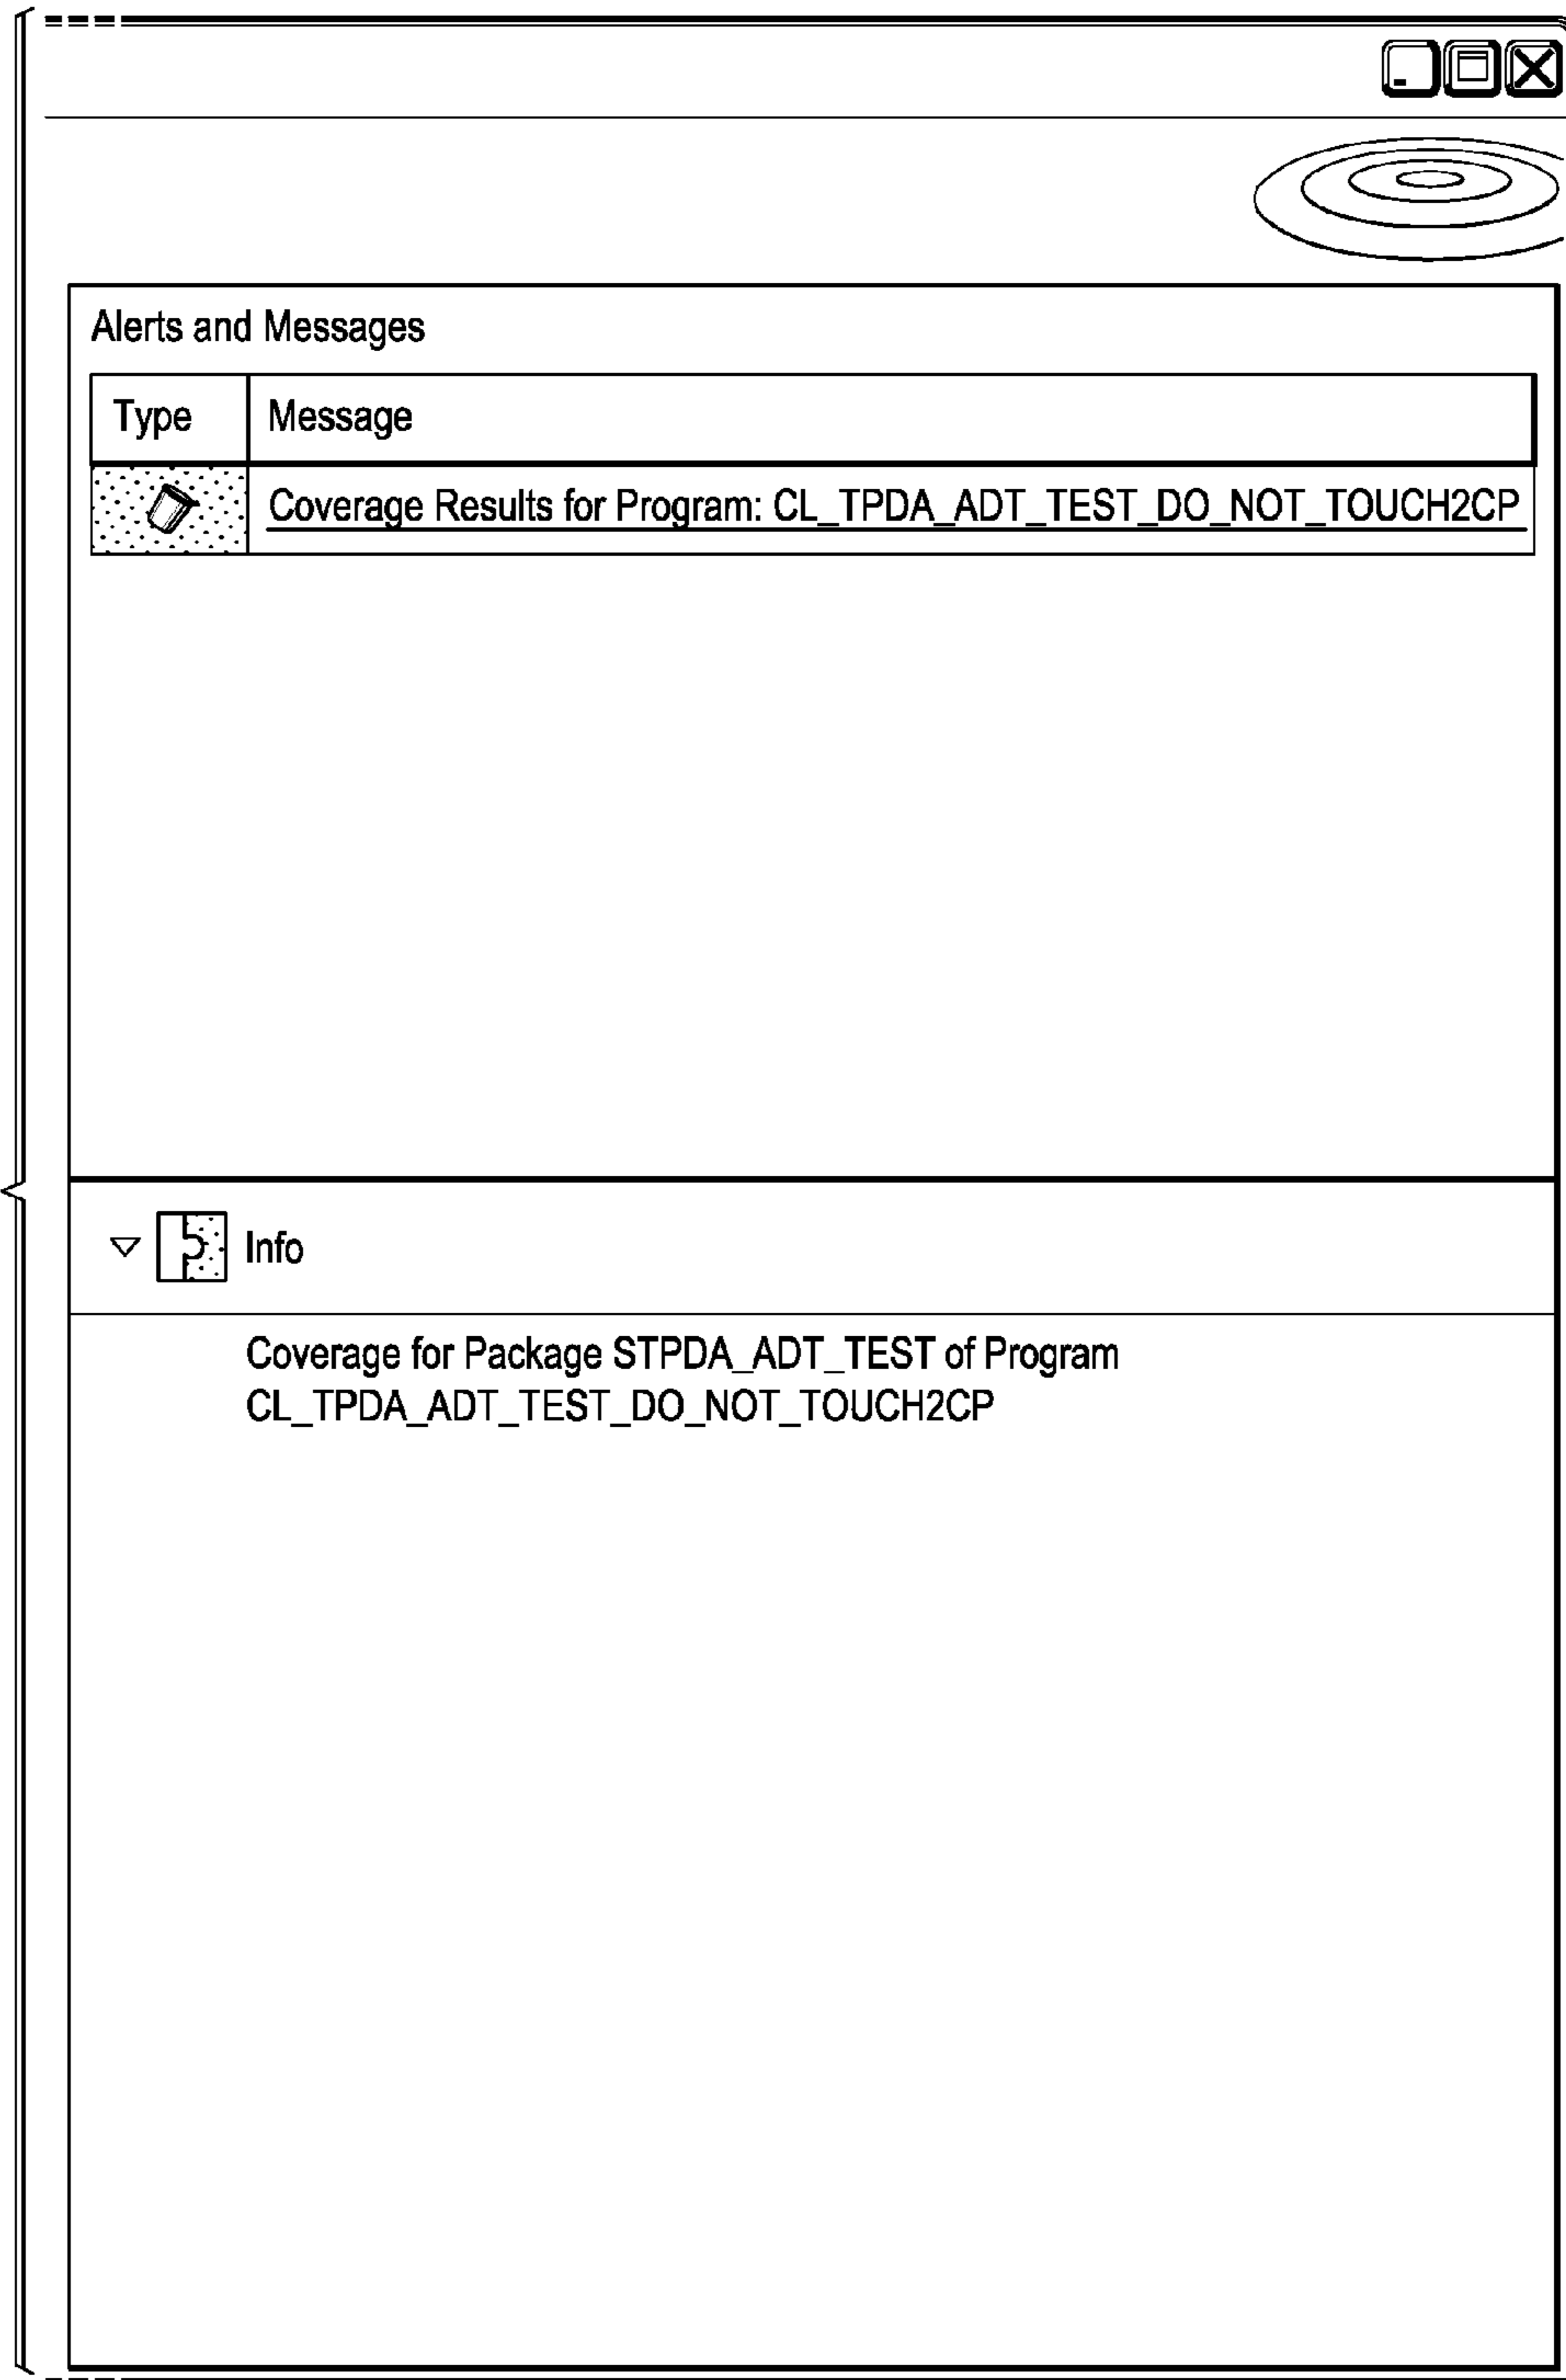 Alerts and Messages
Type Message
Coverage Results for Program: CL_TPDA_ADT_TEST_DO_NOT_TOUCH2CP
Info
Coverage for Package STPDA_ADT_TEST of Program
CL_TPDA_ADT_TEST_DO_NOT_TOUCH2CP